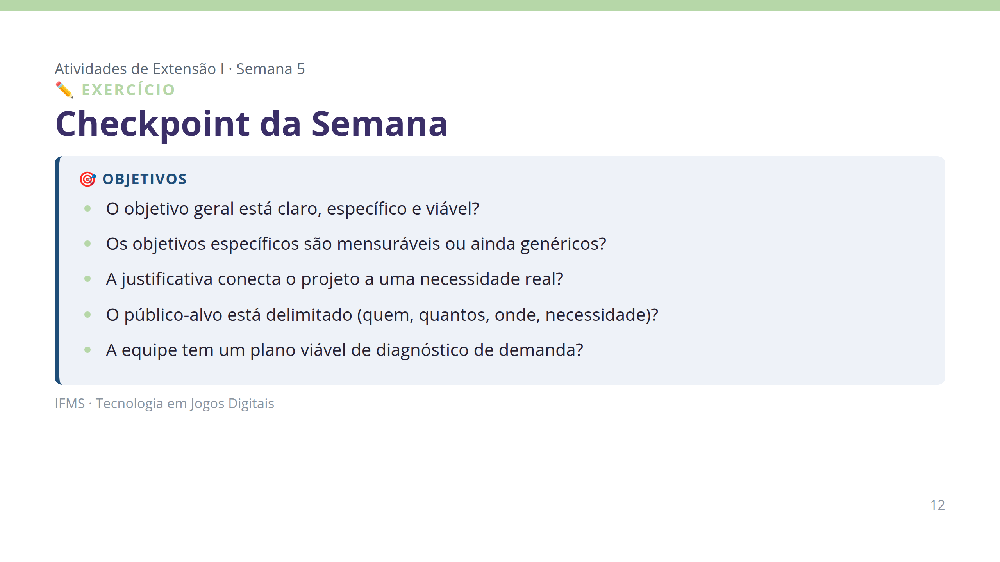 Atividades de Extensão I · Semana 5
✏️ EXERCÍCIO
Checkpoint da Semana
🎯 OBJETIVOS
• O objetivo geral está claro, específico e viável?
• Os objetivos específicos são mensuráveis ou ainda genéricos?
• A justificativa conecta o projeto a uma necessidade real?
• O público-alvo está delimitado (quem, quantos, onde, necessidade)?
• A equipe tem um plano viável de diagnóstico de demanda?
IFMS · Tecnologia em Jogos Digitais
12